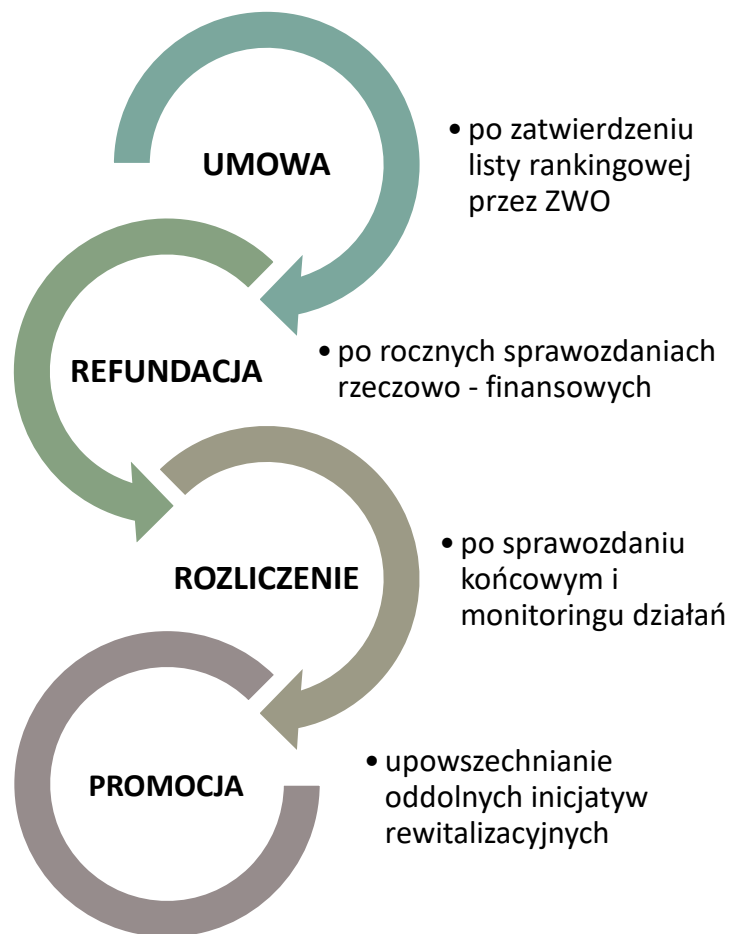 UMOWA
• po zatwierdzeniu
listy rankingowej
przez ZWO
REFUNDACJA
• po rocznych sprawozdaniach
rzeczowo - finansowych
ROZLICZENIE
• po sprawozdaniu
końcowym i
monitoringu działań
PROMOCJA
• upowszechnianie
oddolnych inicjatyw
rewitalizacyjnych